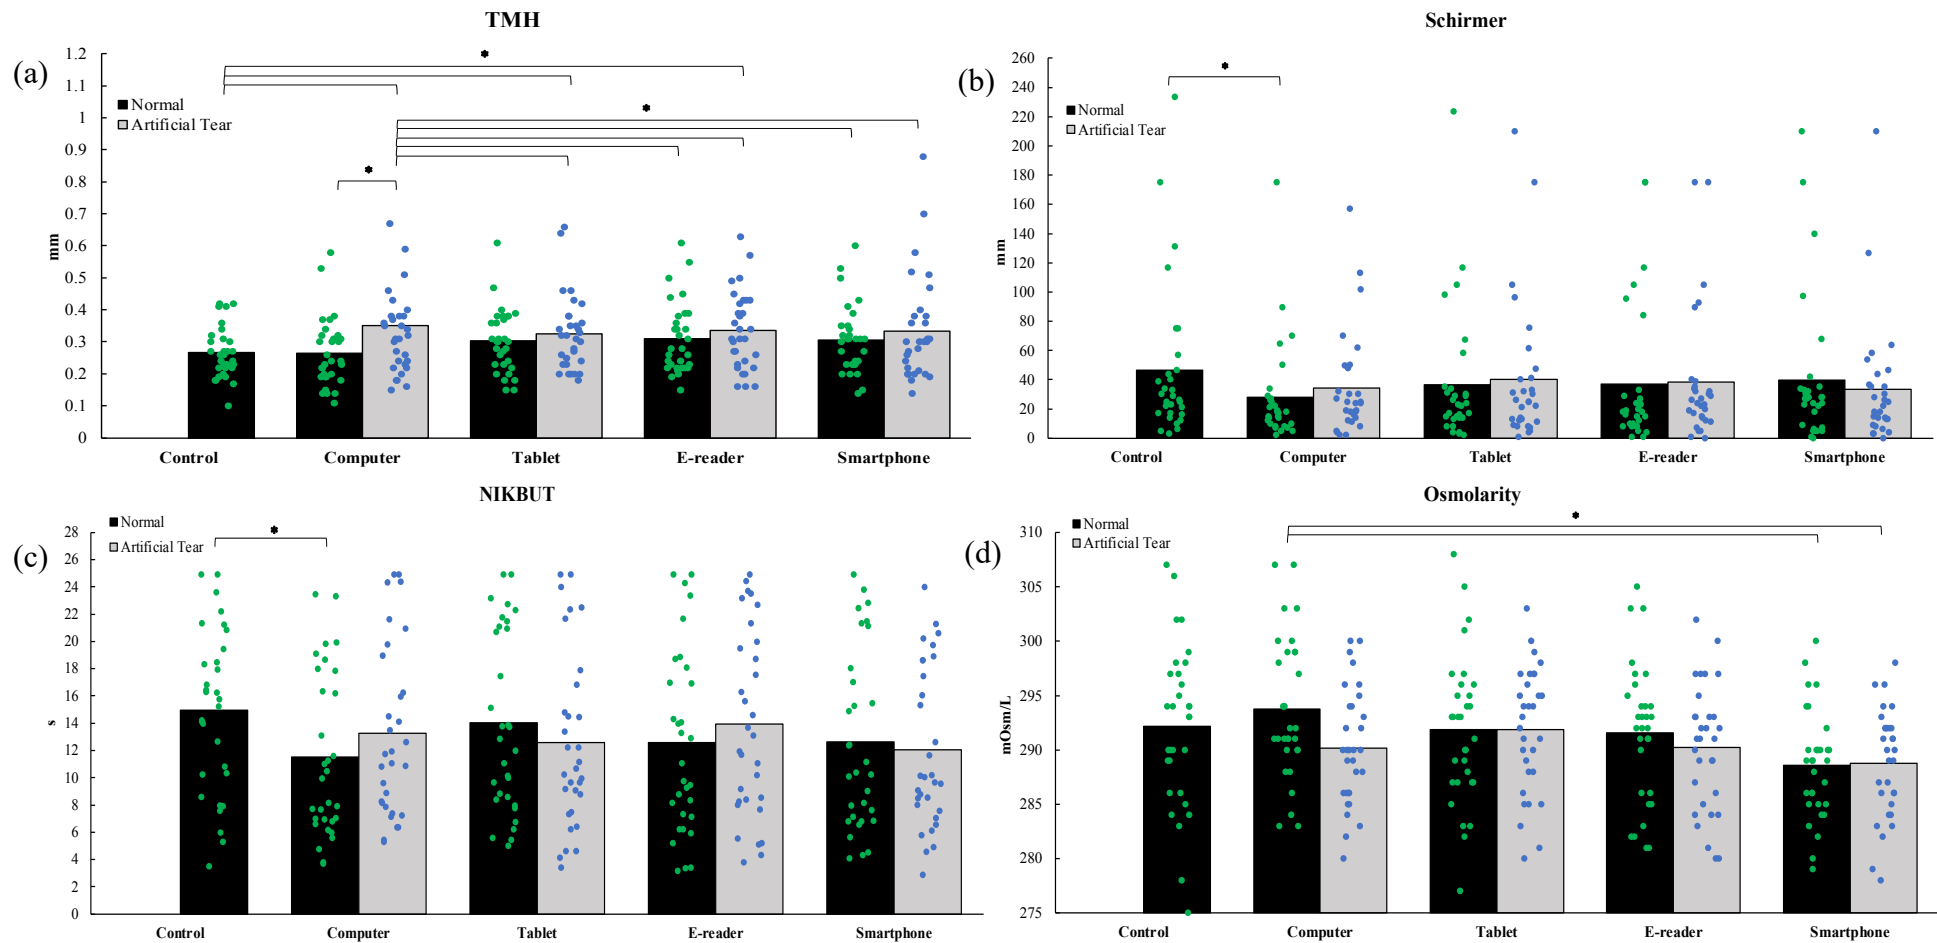 TMH
(a)
1.2
1.1
1
0.9
0.8
0.7
0.6
0.5
0.4
0.3
0.2
0.1
0
mm
Normal
Artificial Tear
*
*
*
Control Computer Tablet E-reader Smartphone
Schirmer
(b)
260
240
220
200
180
160
140
120
100
80
60
40
20
0
mm
Normal
Artificial Tear
*
Control Computer Tablet E-reader Smartphone
NIKBUT
(c)
28
26
24
22
20
18
16
14
12
10
8
6
4
2
0
s
Normal
Artificial Tear
*
Control Computer Tablet E-reader Smartphone
Osmolarity
(d)
310
305
300
295
290
285
280
275
mOsm/L
Normal
Artificial Tear
*
Control Computer Tablet E-reader Smartphone